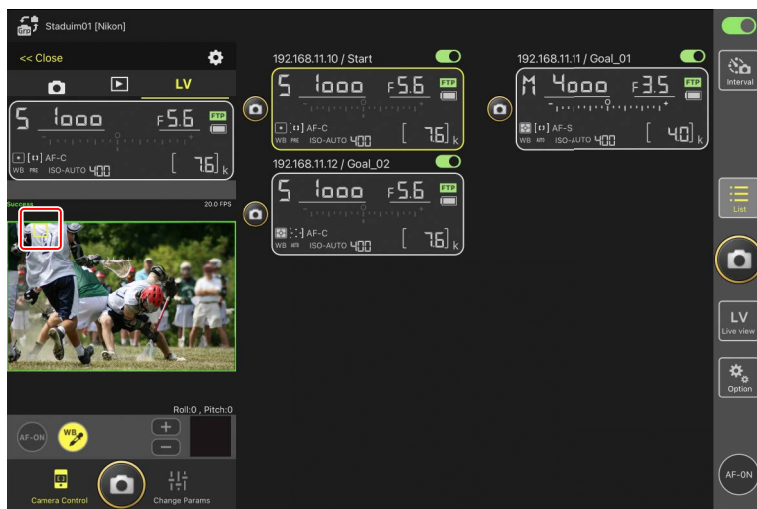 Grp
Staduim01 [Nikon]
<< Close
LV
S 1000 F5.6 FTP
AF-C
WB PRE ISO-AUTO 400 [ 7.6] k
Success 20.0 FPS
Roll:0 , Pitch:0
AF-ON WB + −
Camera Control Change Params
192.168.11.10 / Start
S 1000 F5.6 FTP
AF-C
WB PRE ISO-AUTO 400 [ 7.6] k
192.168.11.11 / Goal_01
M 4000 F3.5 FTP
AF-S
WB AUTO ISO-AUTO 400 [ 4.0] k
192.168.11.12 / Goal_02
S 1000 F5.6 FTP
AF-C
WB AUTO ISO-AUTO 400 [ 7.6] k
Interval
List
LV
Live view
Option
AF-ON